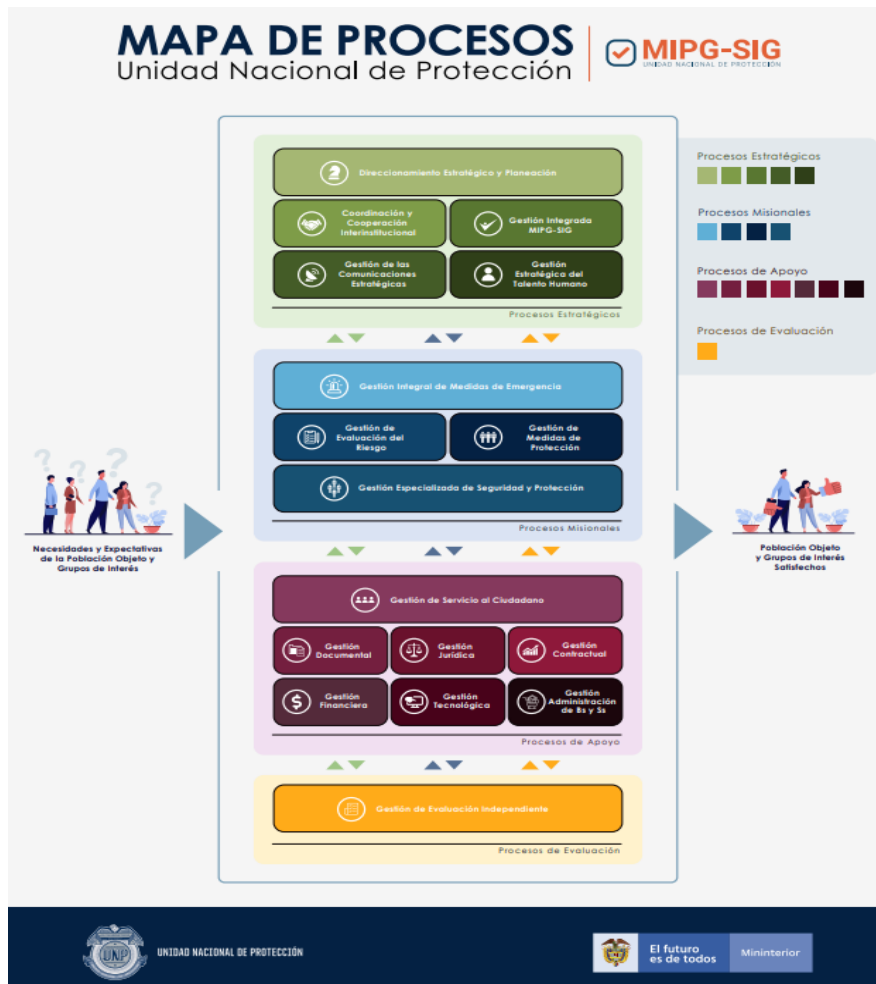 MAPA DE PROCESOS
Unidad Nacional de Protección
MIPG-SIG
UNIDAD NACIONAL DE PROTECCIÓN
Procesos Estratégicos
Procesos Misionales
Procesos de Apoyo
Procesos de Evaluación
Direccionamiento Estratégico y Planeación
Coordinación y
Cooperación
Interinstitucional
Gestión Integrada
MIPG-SIG
Gestión de las
Comunicaciones
Estratégicas
Gestión
Estratégica del
Talento Humano
Procesos Estratégicos
Gestión Integral de Medidas de Emergencia
Gestión de
Evaluación del
Riesgo
Gestión de
Medidas de
Protección
Gestión Especializada de Seguridad y Protección
Procesos Misionales
? ? ? ?
Necesidades y Expectativas
de la Población Objeto y
Grupos de Interés
Población Objeto
y Grupos de Interés
Satisfechos
Gestión de Servicio al Ciudadano
Gestión
Documental
Gestión
Jurídica
Gestión
Contractual
$
Gestión
Financiera
Gestión
Tecnológica
Gestión
Administración
de Bs y Ss
Procesos de Apoyo
Gestión de Evaluación Independiente
Procesos de Evaluación
UNP
UNIDAD NACIONAL DE PROTECCIÓN
El futuro
es de todos
Mininterior